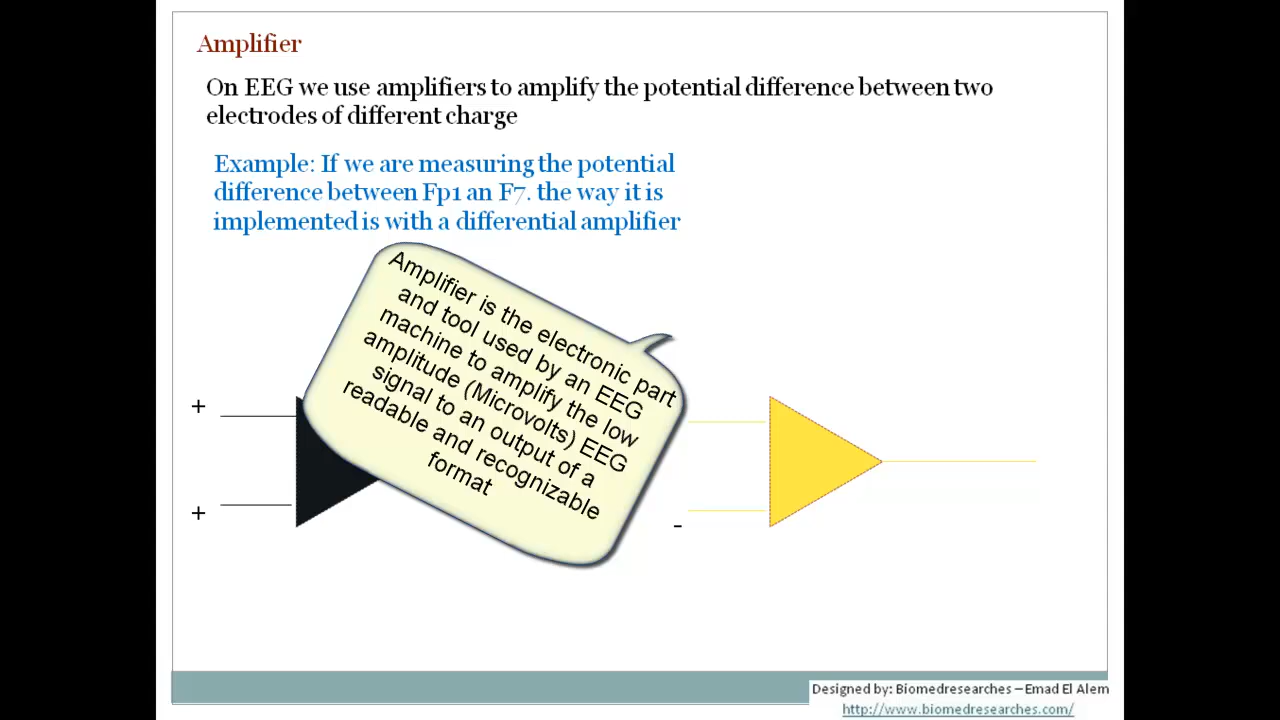 Amplifier
On EEG we use amplifiers to amplify the potential difference between two
electrodes of different charge
Example: If we are measuring the potential
difference between Fp1 an F7. the way it is
implemented is with a differential amplifier
Amplifier is the electronic part
and tool used by an EEG
machine to amplify the low
amplitude (Microvolts) EEG
signal to an output of a
readable and recognizable
format
+
+
-
Designed by: Biomedresearches – Emad El Alem
http://www.biomedresearches.com/